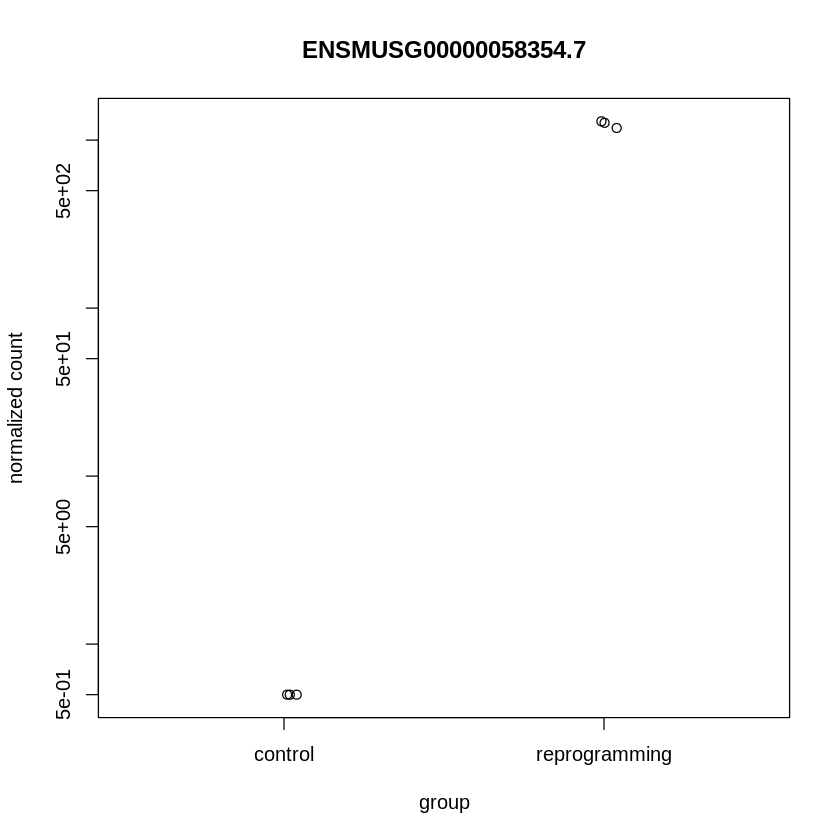 ENSMUSG00000058354.7
normalized count
5e+02
5e+01
5e+00
5e-01
control
reprogramming
group